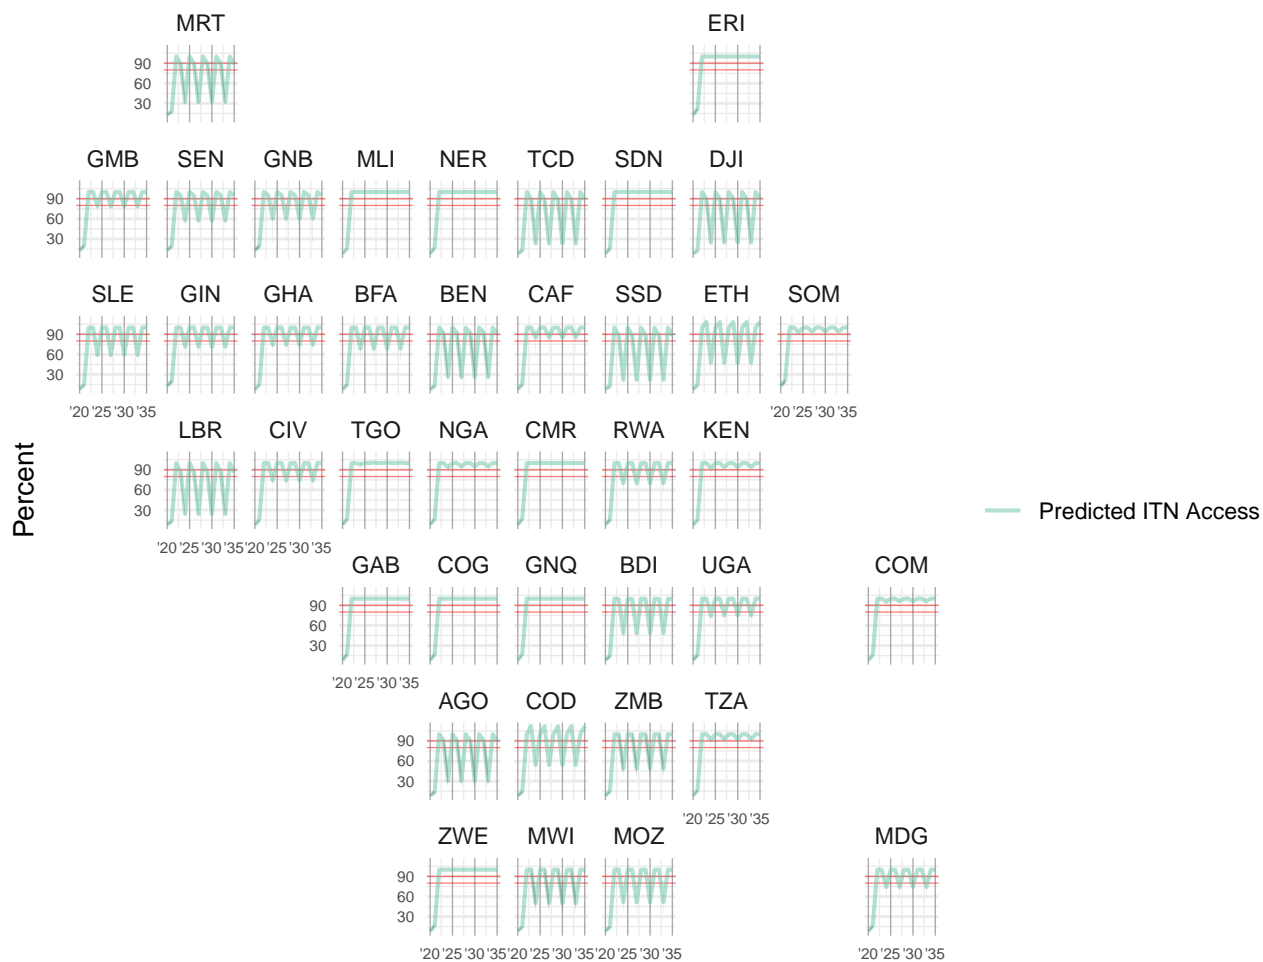 MRT ERI
90
60
30
GMB SEN GNB MLI NER TCD SDN DJI
90
60
30
SLE GIN GHA BFA BEN CAF SSD ETH SOM
90
60
30
'20 '25 '30 '35
LBR CIV TGO NGA CMR RWA KEN
90
60
30
'20 '25 '30 '35 '20 '25 '30 '35
Percent
Predicted ITN Access
GAB COG GNQ BDI UGA COM
90
60
30
'20 '25 '30 '35
AGO COD ZMB TZA
90
60
30
'20 '25 '30 '35
ZWE MWI MOZ MDG
90
60
30
'20 '25 '30 '35 '20 '25 '30 '35 '20 '25 '30 '35 '20 '25 '30 '35